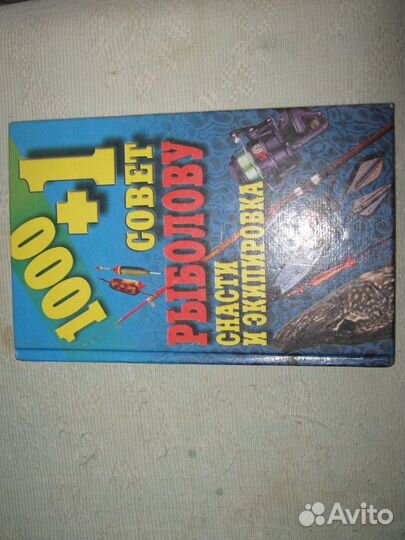 1000
+1
СОВЕТ
РЫБОЛОВУ
СНАСТИ
И ЭКИПИРОВКА
Avito